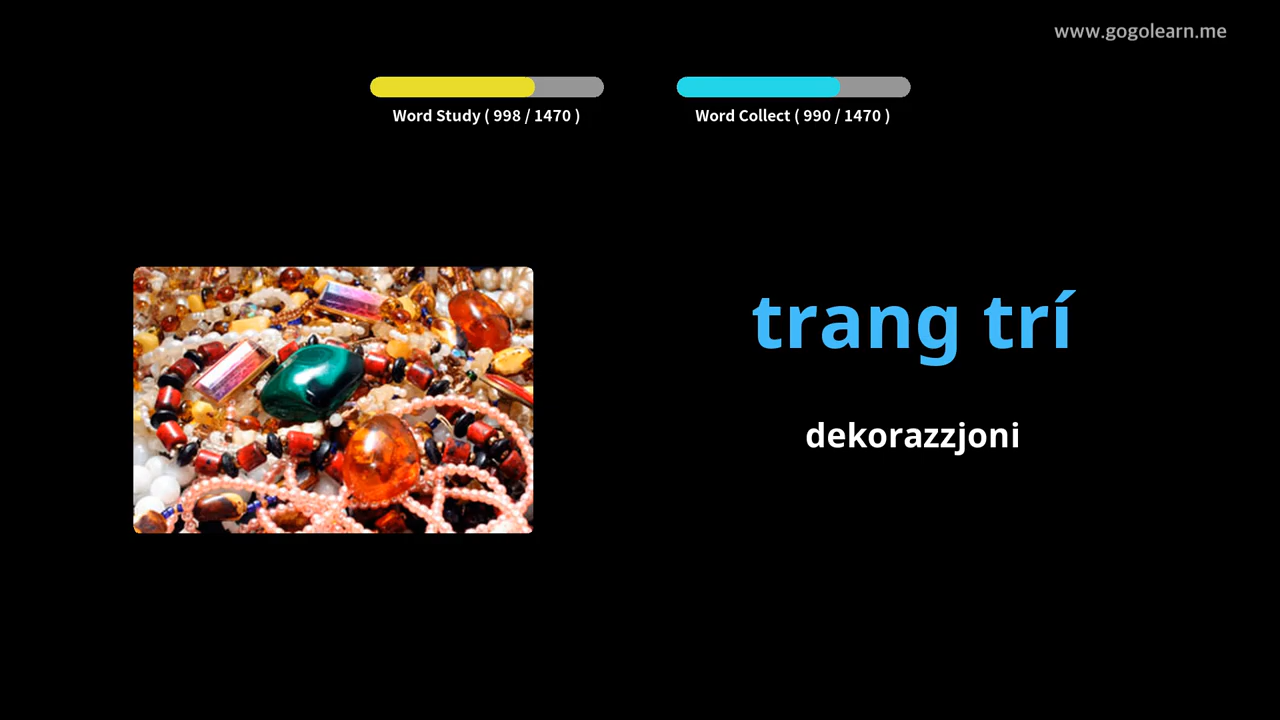 www.gogolearn.me
Word Study ( 998 / 1470 )
Word Collect ( 990 / 1470 )
trang trí
dekorazzjoni